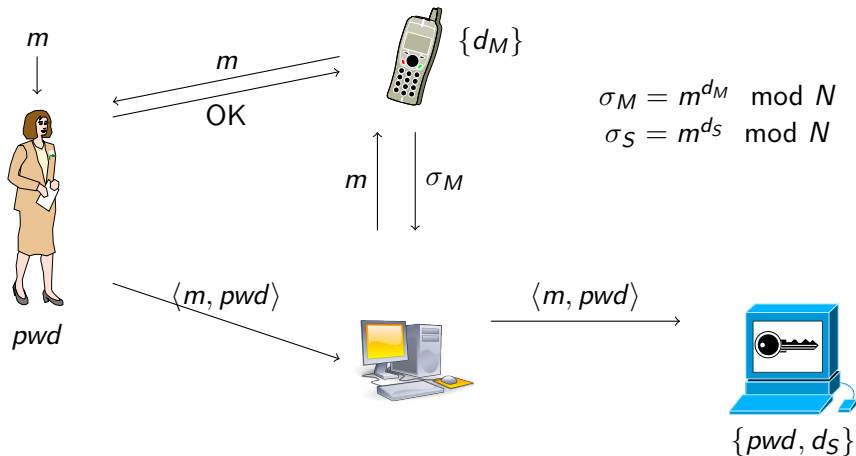 m
m
OK
{d_M}
σ_M = m^{d_M} mod N
σ_S = m^{d_S} mod N
m
σ_M
⟨m, pwd⟩
⟨m, pwd⟩
pwd
{pwd, d_S}